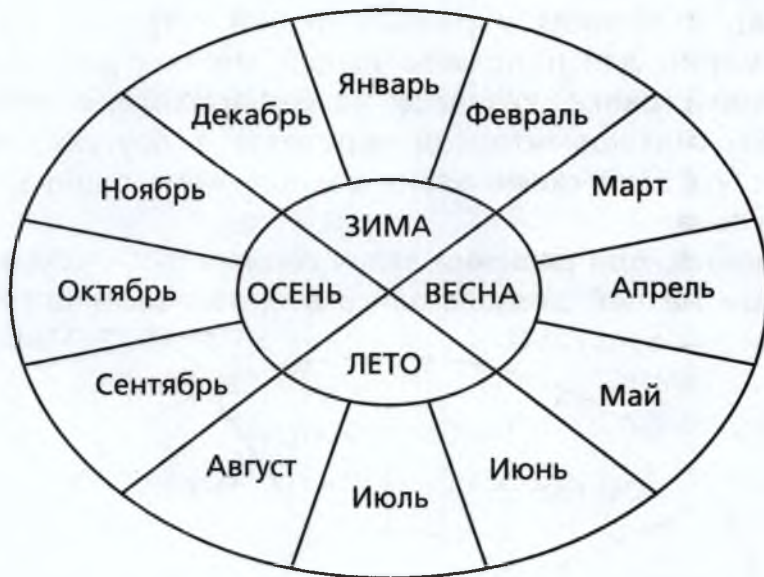 Январь
Декабрь
Февраль
Ноябрь
Март
ЗИМА
Октябрь
ОСЕНЬ
ВЕСНА
Апрель
ЛЕТО
Сентябрь
Май
Август
Июль
Июнь